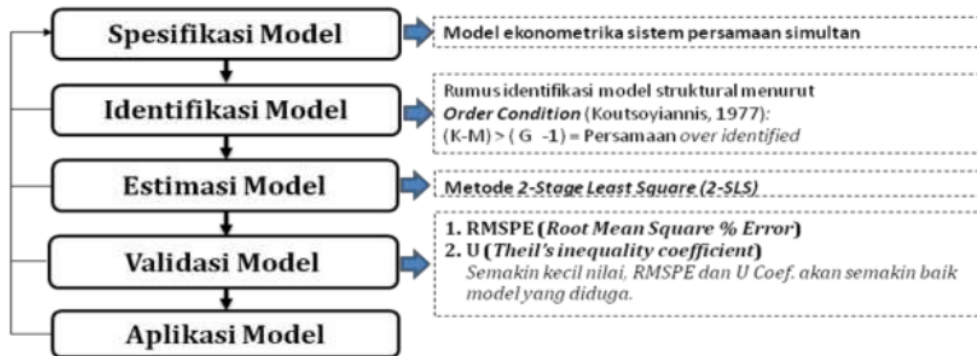 Spesifikasi Model
Model ekonometrika sistem persamaan simultan
Identifikasi Model
Rumus identifikasi model struktural menurut
Order Condition (Koutsoyiannis, 1977):
(K-M) > ( G -1) = Persamaan over identified
Estimasi Model
Metode 2-Stage Least Square (2-SLS)
Validasi Model
1. RMSPE (Root Mean Square % Error)
2. U (Theil's inequality coefficient)
Semakin kecil nilai, RMSPE dan U Coef. akan semakin baik
model yang diduga.
Aplikasi Model